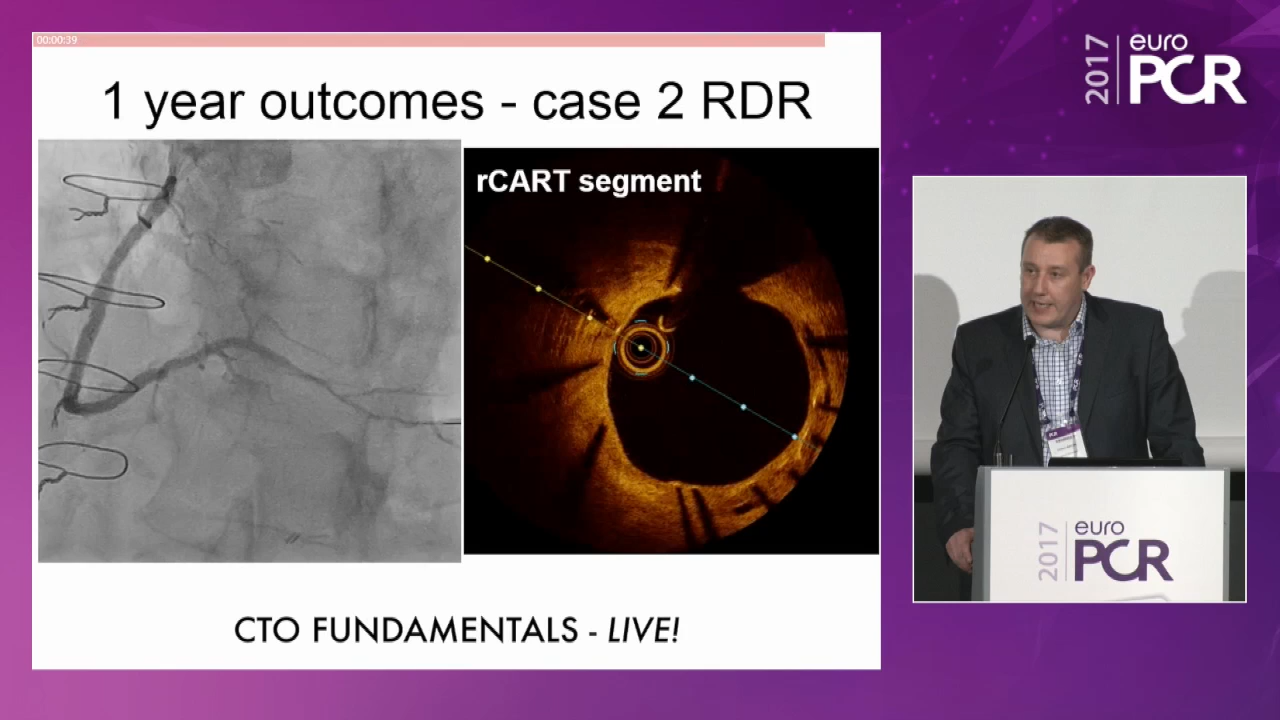 00:00:39
1 year outcomes - case 2 RDR
rCART segment
CTO FUNDAMENTALS - LIVE!
2017
euro
PCR
PCR
2017
euro
PCR